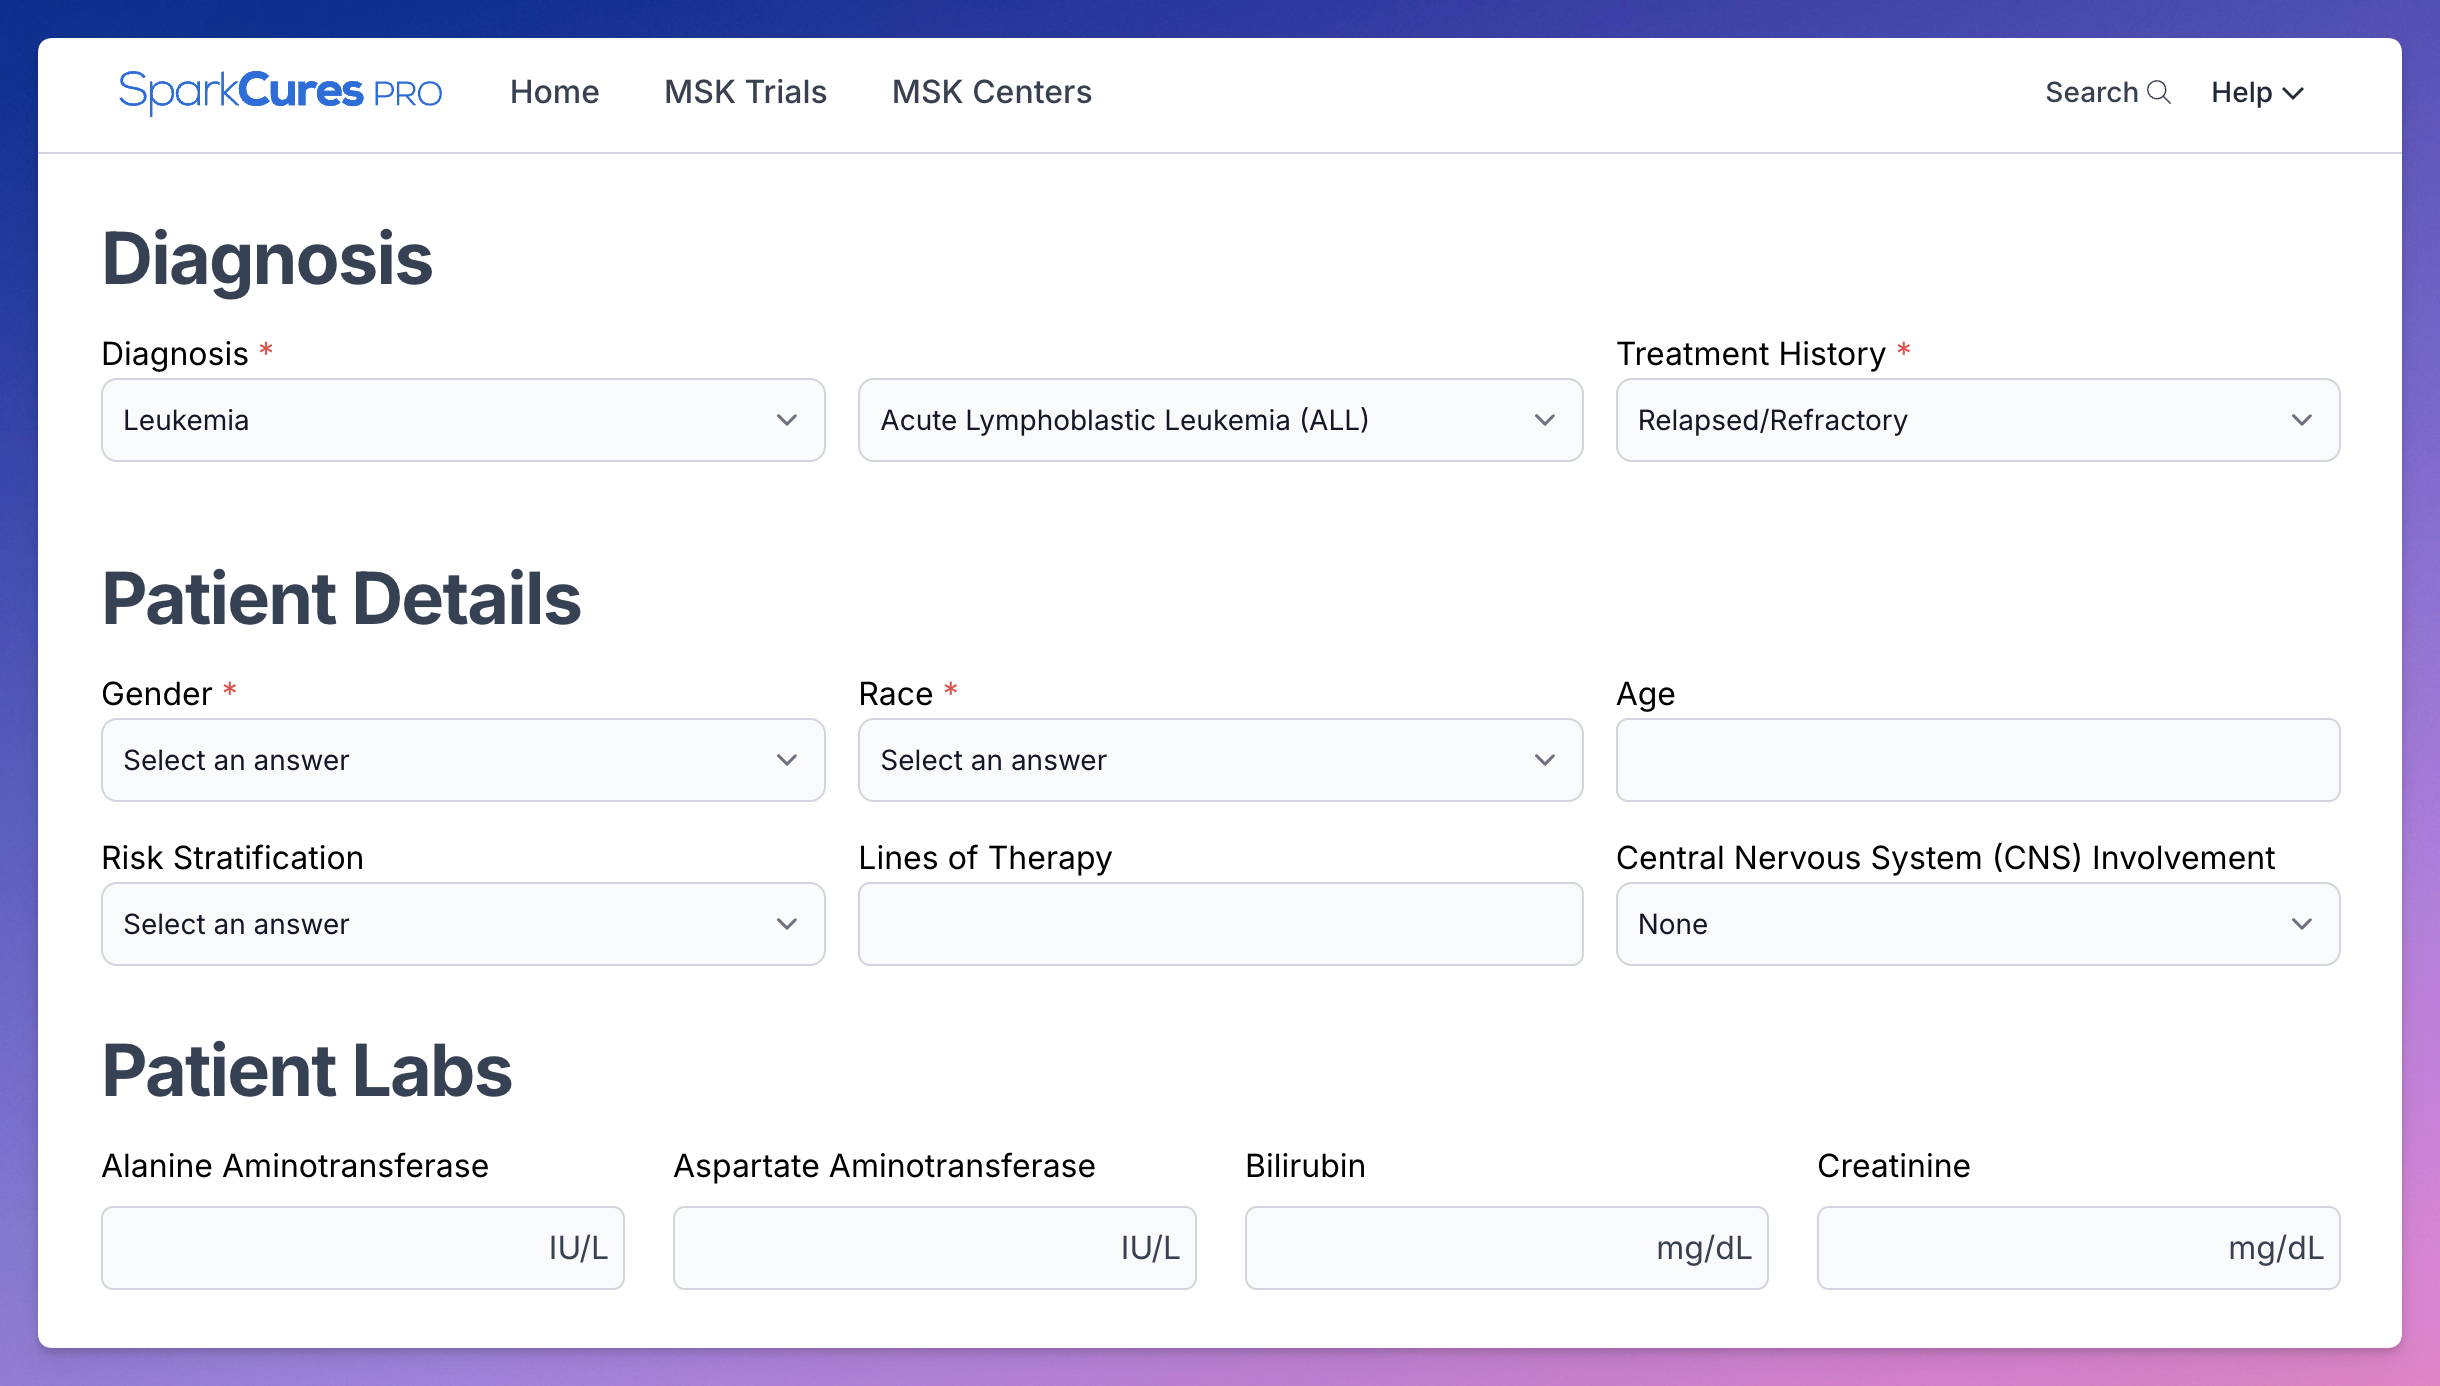 SparkCures PRO Home MSK Trials MSK Centers Search Help
Diagnosis
Diagnosis * Treatment History *
Leukemia Acute Lymphoblastic Leukemia (ALL) Relapsed/Refractory
Patient Details
Gender * Race * Age
Select an answer Select an answer
Risk Stratification Lines of Therapy Central Nervous System (CNS) Involvement
Select an answer None
Patient Labs
Alanine Aminotransferase Aspartate Aminotransferase Bilirubin Creatinine
IU/L IU/L mg/dL mg/dL